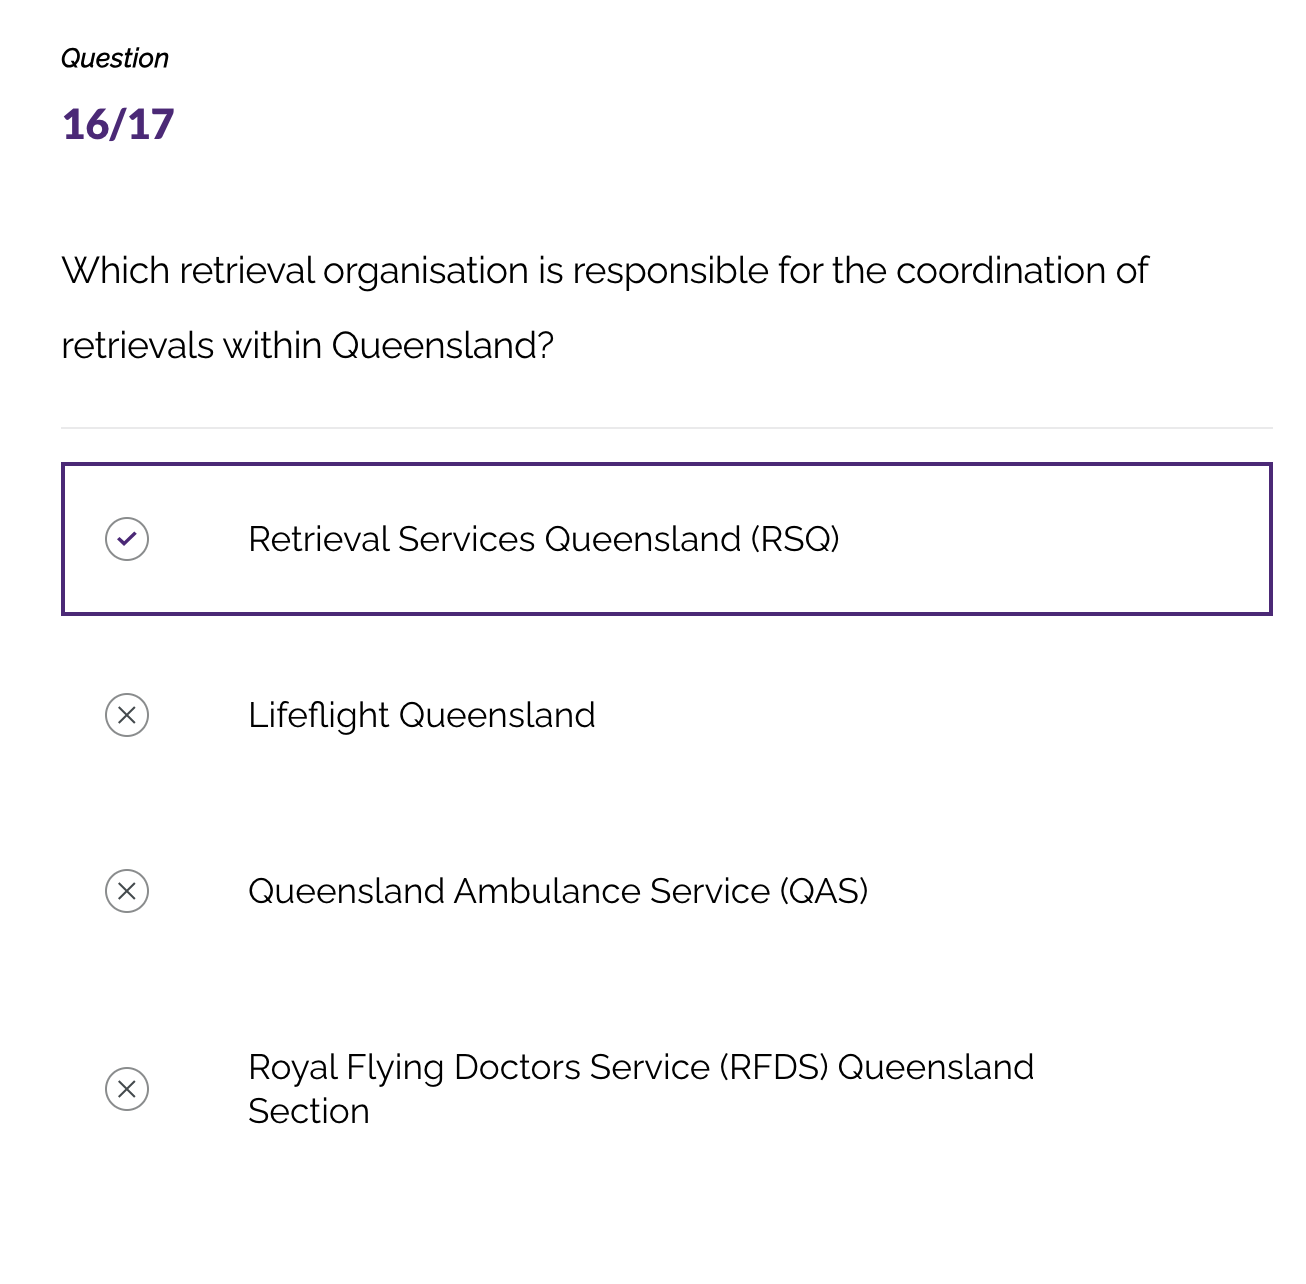 Question
16/17
Which retrieval organisation is responsible for the coordination of
retrievals within Queensland?
Retrieval Services Queensland (RSQ)
Lifeflight Queensland
Queensland Ambulance Service (QAS)
Royal Flying Doctors Service (RFDS) Queensland
Section